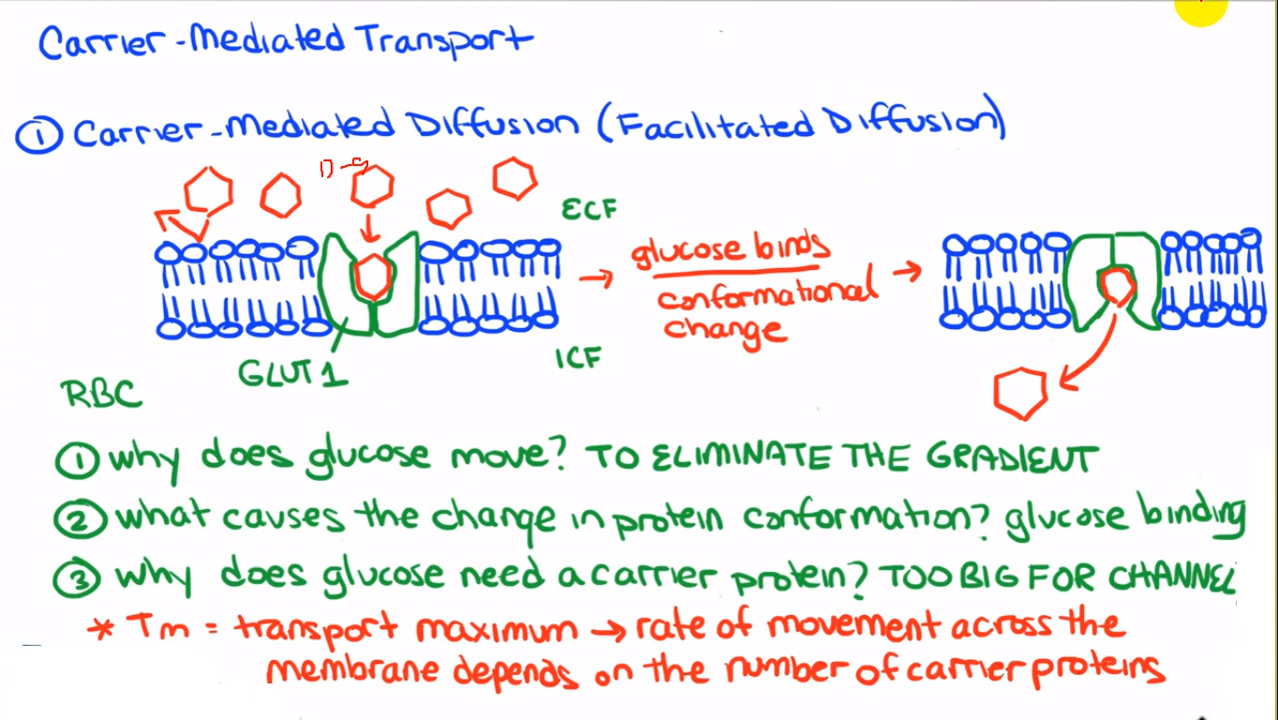 Carrier-Mediated Transport
① Carrier-Mediated Diffusion (Facilitated Diffusion)
ECF
glucose binds
conformational
change
GLUT1
ICF
RBC
① why does glucose move? TO ELIMINATE THE GRADIENT
② what causes the change in protein conformation? glucose binding
③ why does glucose need a carrier protein? TOO BIG FOR CHANNEL
* Tm = transport maximum → rate of movement across the
membrane depends on the number of carrier proteins